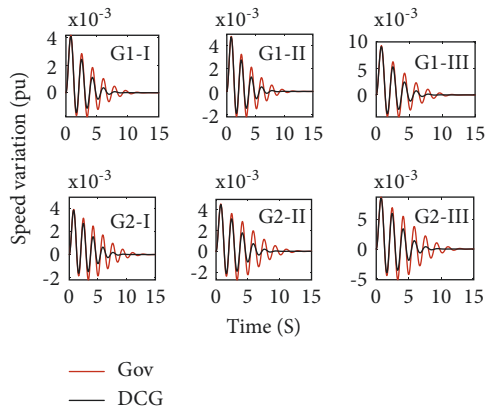 x10⁻³ x10⁻³ x10⁻³
4 G1-I
2
0
0 5 10 15
4 G1-II
2
0
-2
0 5 10 15
10 G1-III
5
0
0 5 10 15
Speed variation (pu)
x10⁻³ x10⁻³ x10⁻³
4 G2-I
2
0
-2
0 5 10 15
4 G2-II
2
0
-2
0 5 10 15
G2-III
5
0
-5
0 5 10 15
Time (S)
Gov
DCG